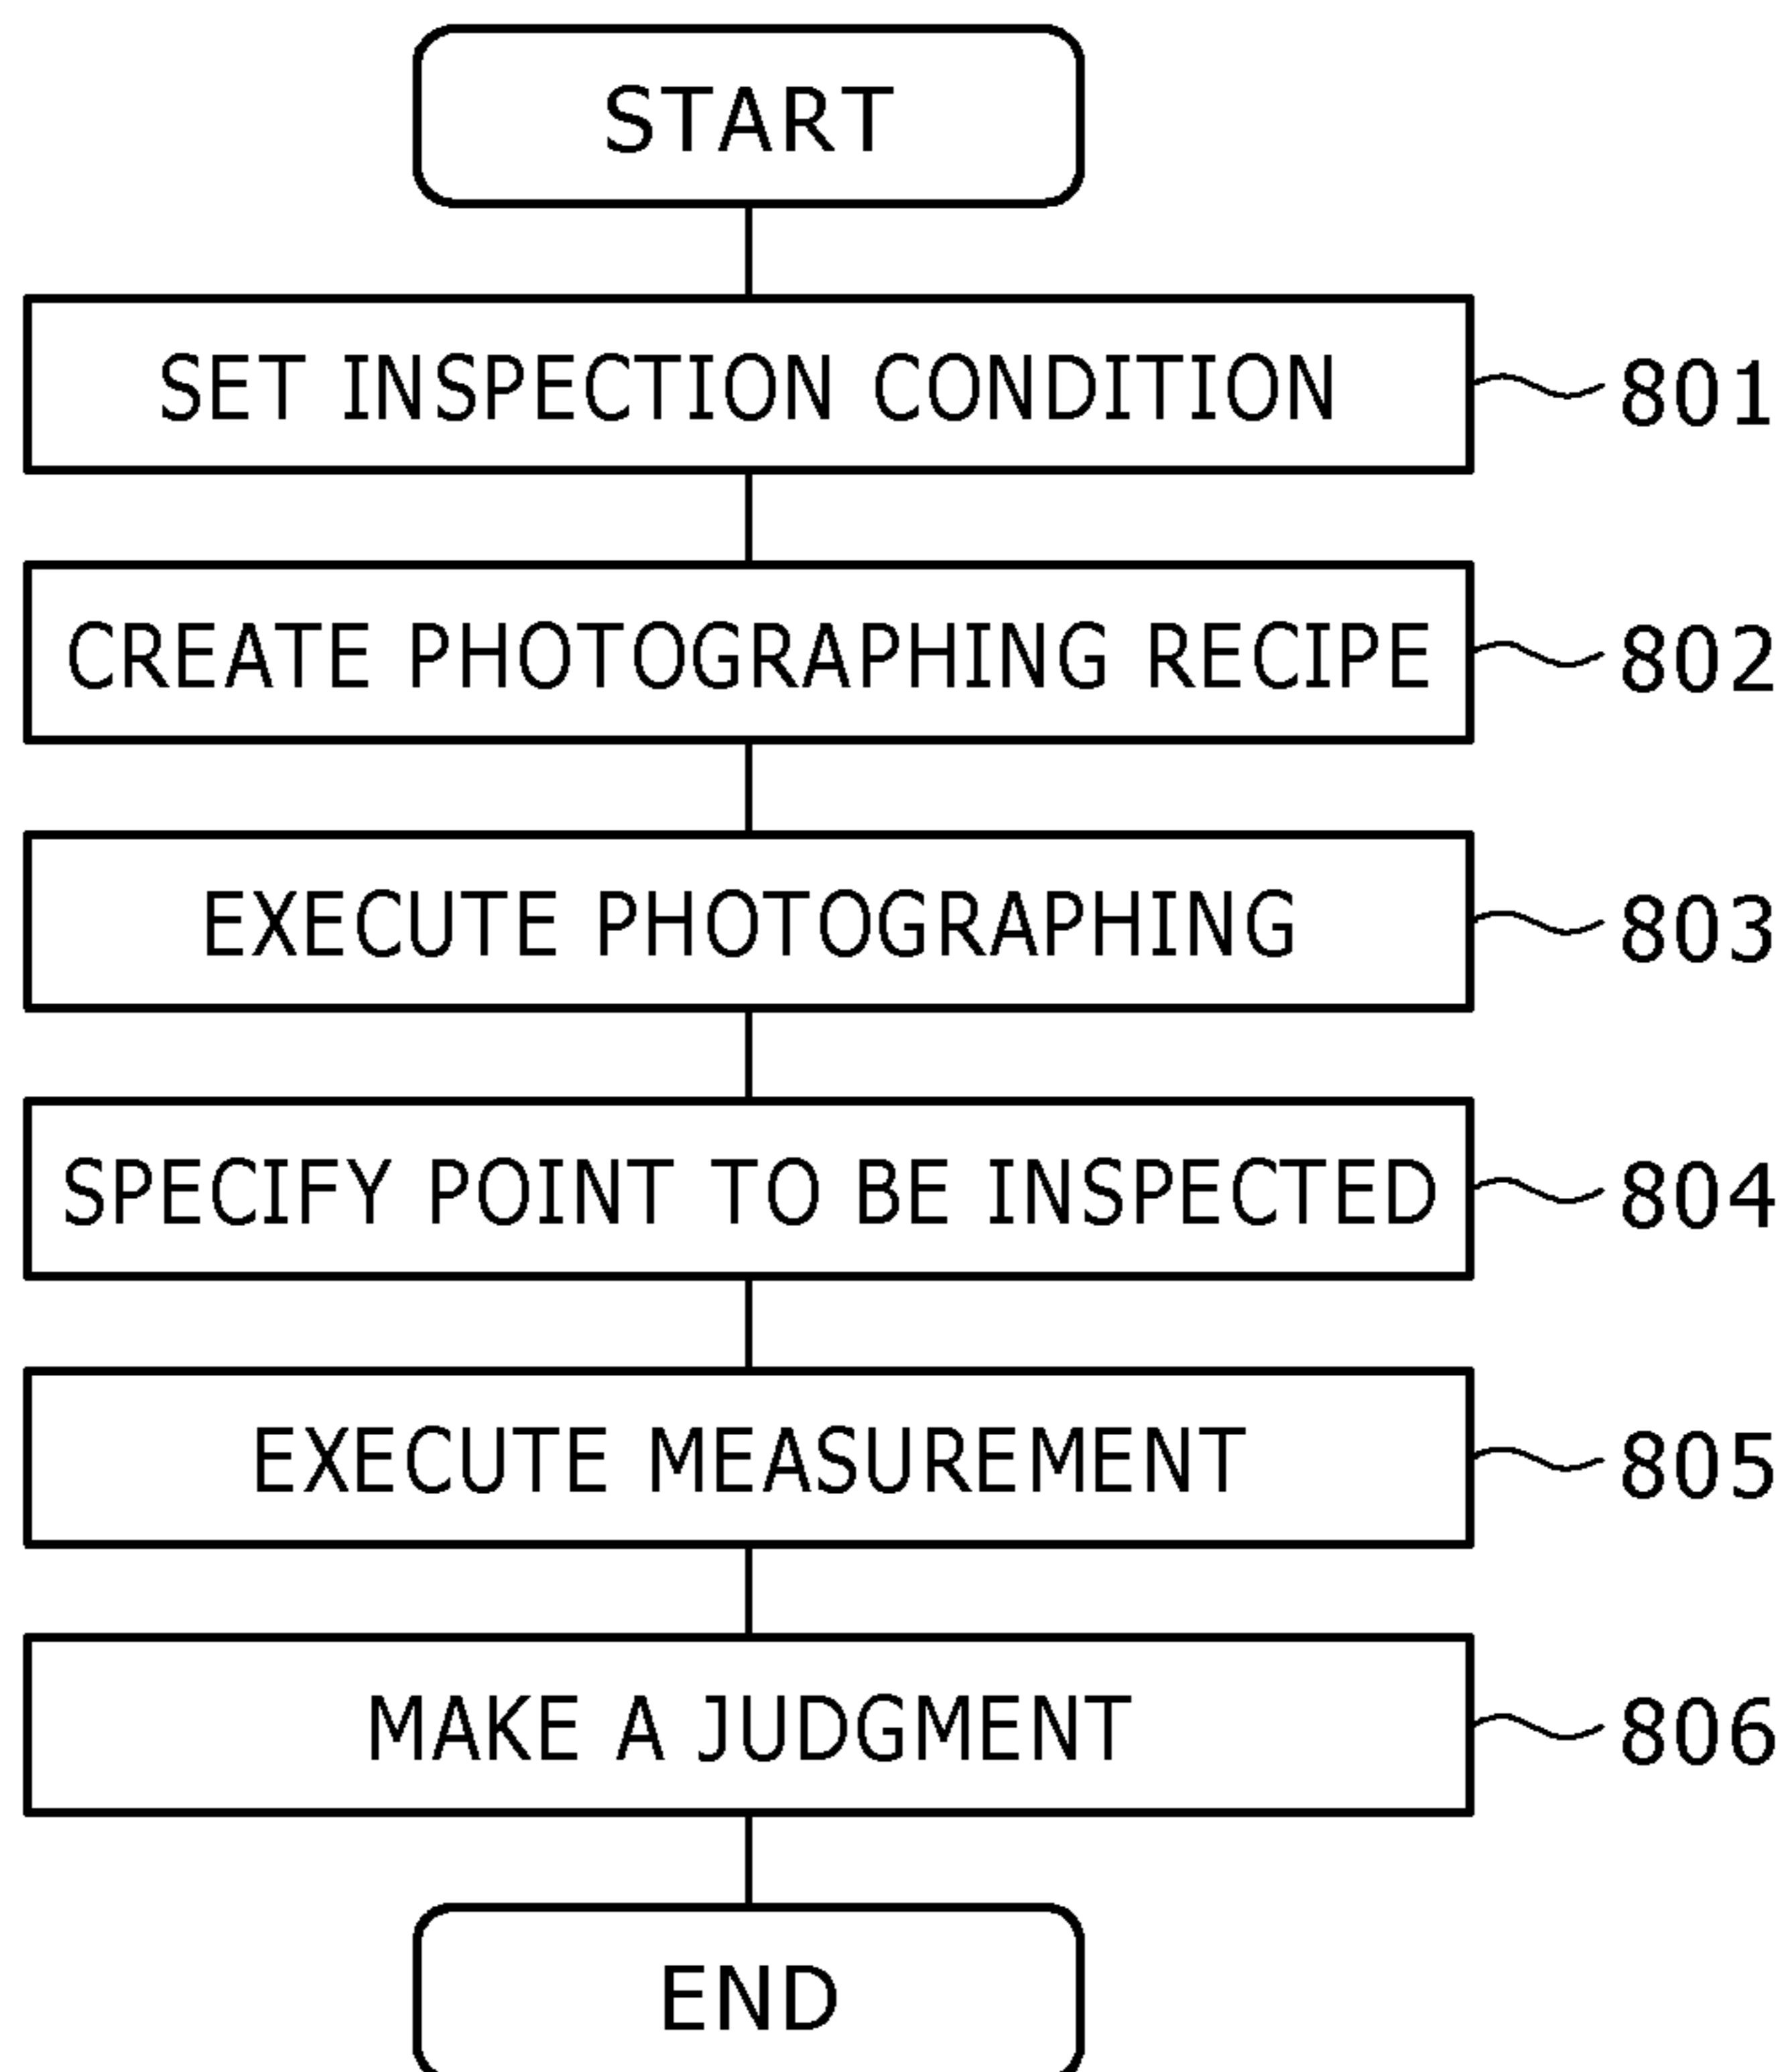 START
SET INSPECTION CONDITION 801
CREATE PHOTOGRAPHING RECIPE 802
EXECUTE PHOTOGRAPHING 803
SPECIFY POINT TO BE INSPECTED 804
EXECUTE MEASUREMENT 805
MAKE A JUDGMENT 806
END